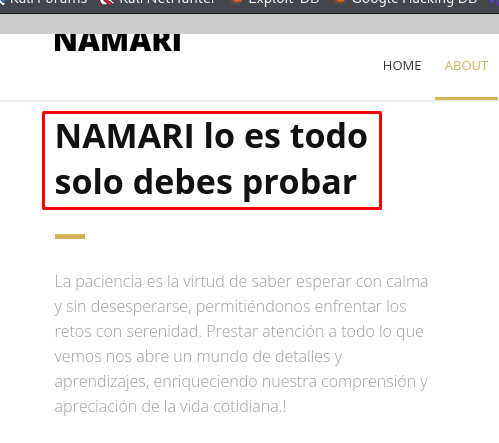 Kali Forums Kali NetHunter Exploit-DB Google Hacking DB
NAMARI
HOME ABOUT
NAMARI lo es todo
solo debes probar
La paciencia es la virtud de saber esperar con calma
y sin desesperarse, permitiéndonos enfrentar los
retos con serenidad. Prestar atención a todo lo que
vemos nos abre un mundo de detalles y
aprendizajes, enriqueciendo nuestra comprensión y
apreciación de la vida cotidiana.!